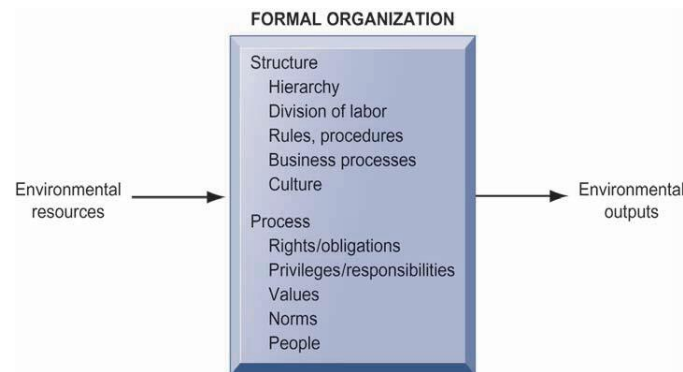 FORMAL ORGANIZATION
Structure
Hierarchy
Division of labor
Rules, procedures
Business processes
Culture
Environmental
resources
Environmental
outputs
Process
Rights/obligations
Privileges/responsibilities
Values
Norms
People